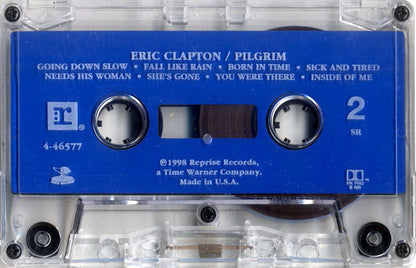 ERIC CLAPTON / PILGRIM
GOING DOWN SLOW • FALL LIKE RAIN • BORN IN TIME • SICK AND TIRED
NEEDS HIS WOMAN • SHE'S GONE • YOU WERE THERE • INSIDE OF ME
r
2
SR
4-46577
℗1998 Reprise Records,
a Time Warner Company.
Made in U.S.A.